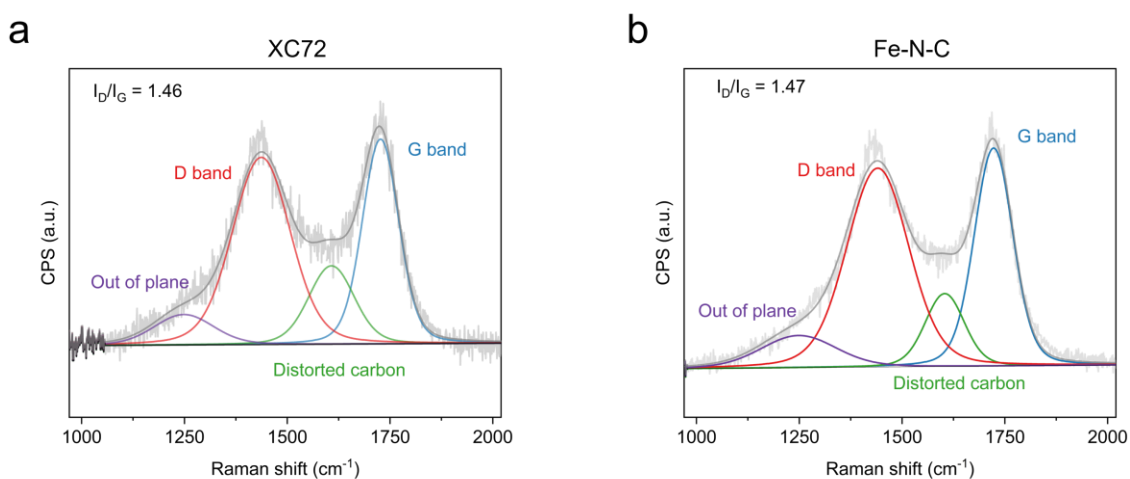 a
XC72
I_D/I_G = 1.46
G band
D band
Out of plane
Distorted carbon
CPS (a.u.)
1000 1250 1500 1750 2000
Raman shift (cm⁻¹)
b
Fe-N-C
I_D/I_G = 1.47
G band
D band
Out of plane
Distorted carbon
CPS (a.u.)
1000 1250 1500 1750 2000
Raman shift (cm⁻¹)